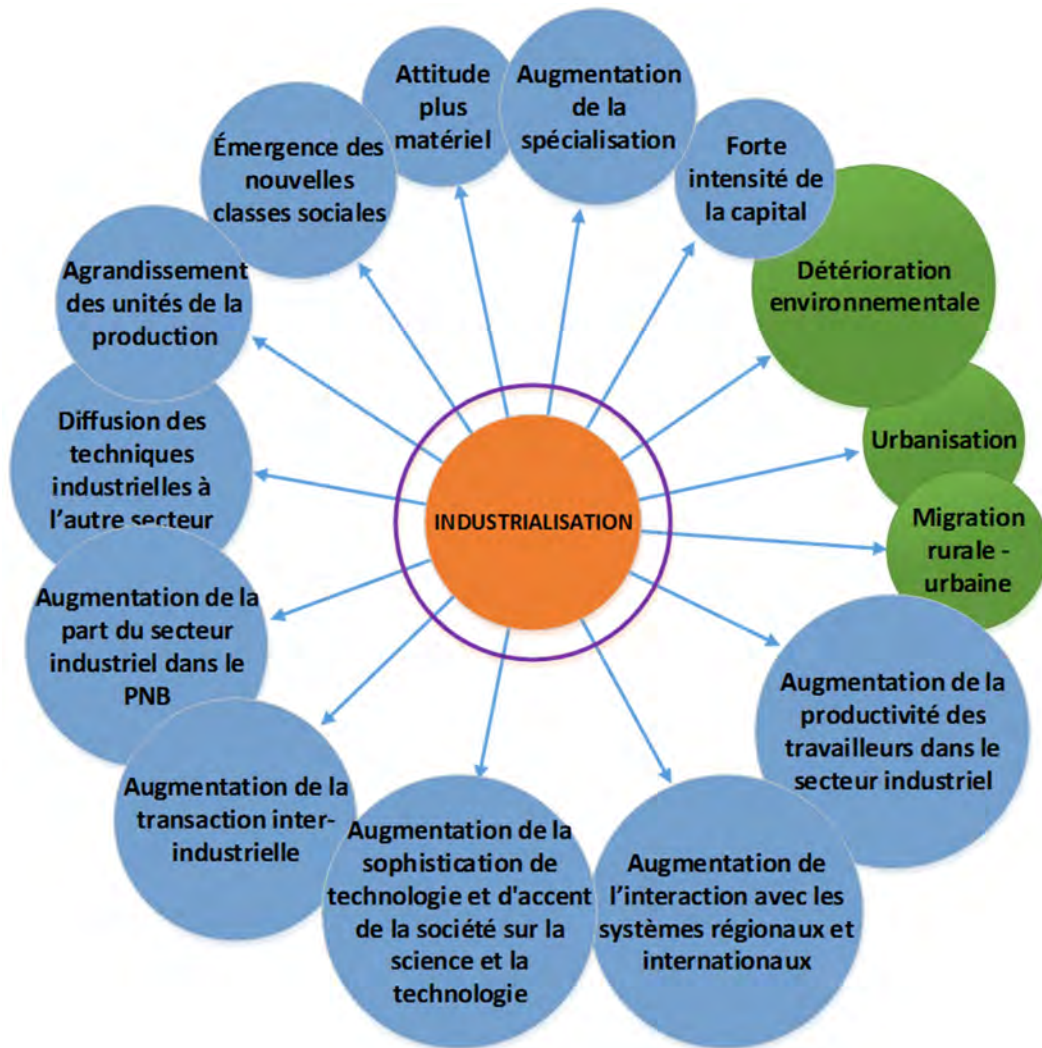 Attitude
plus
matériel
Augmentation
de la
spécialisation
Forte
intensité de
la capital
Détérioration
environnementale
Urbanisation
Migration
rurale -
urbaine
Augmentation de la
productivité des
travailleurs dans le
secteur industriel
Augmentation de
l'interaction avec les
systèmes régionaux et
internationaux
Augmentation de la
sophistication de
technologie et d'accent
de la société sur la
science et la
technologie
Augmentation de la
transaction inter-
industrielle
Augmentation de la
part du secteur
industriel dans le
PNB
Diffusion des
techniques
industrielles à
l'autre secteur
Agrandissement
des unités de la
production
Émergence des
nouvelles
classes sociales
INDUSTRIALISATION